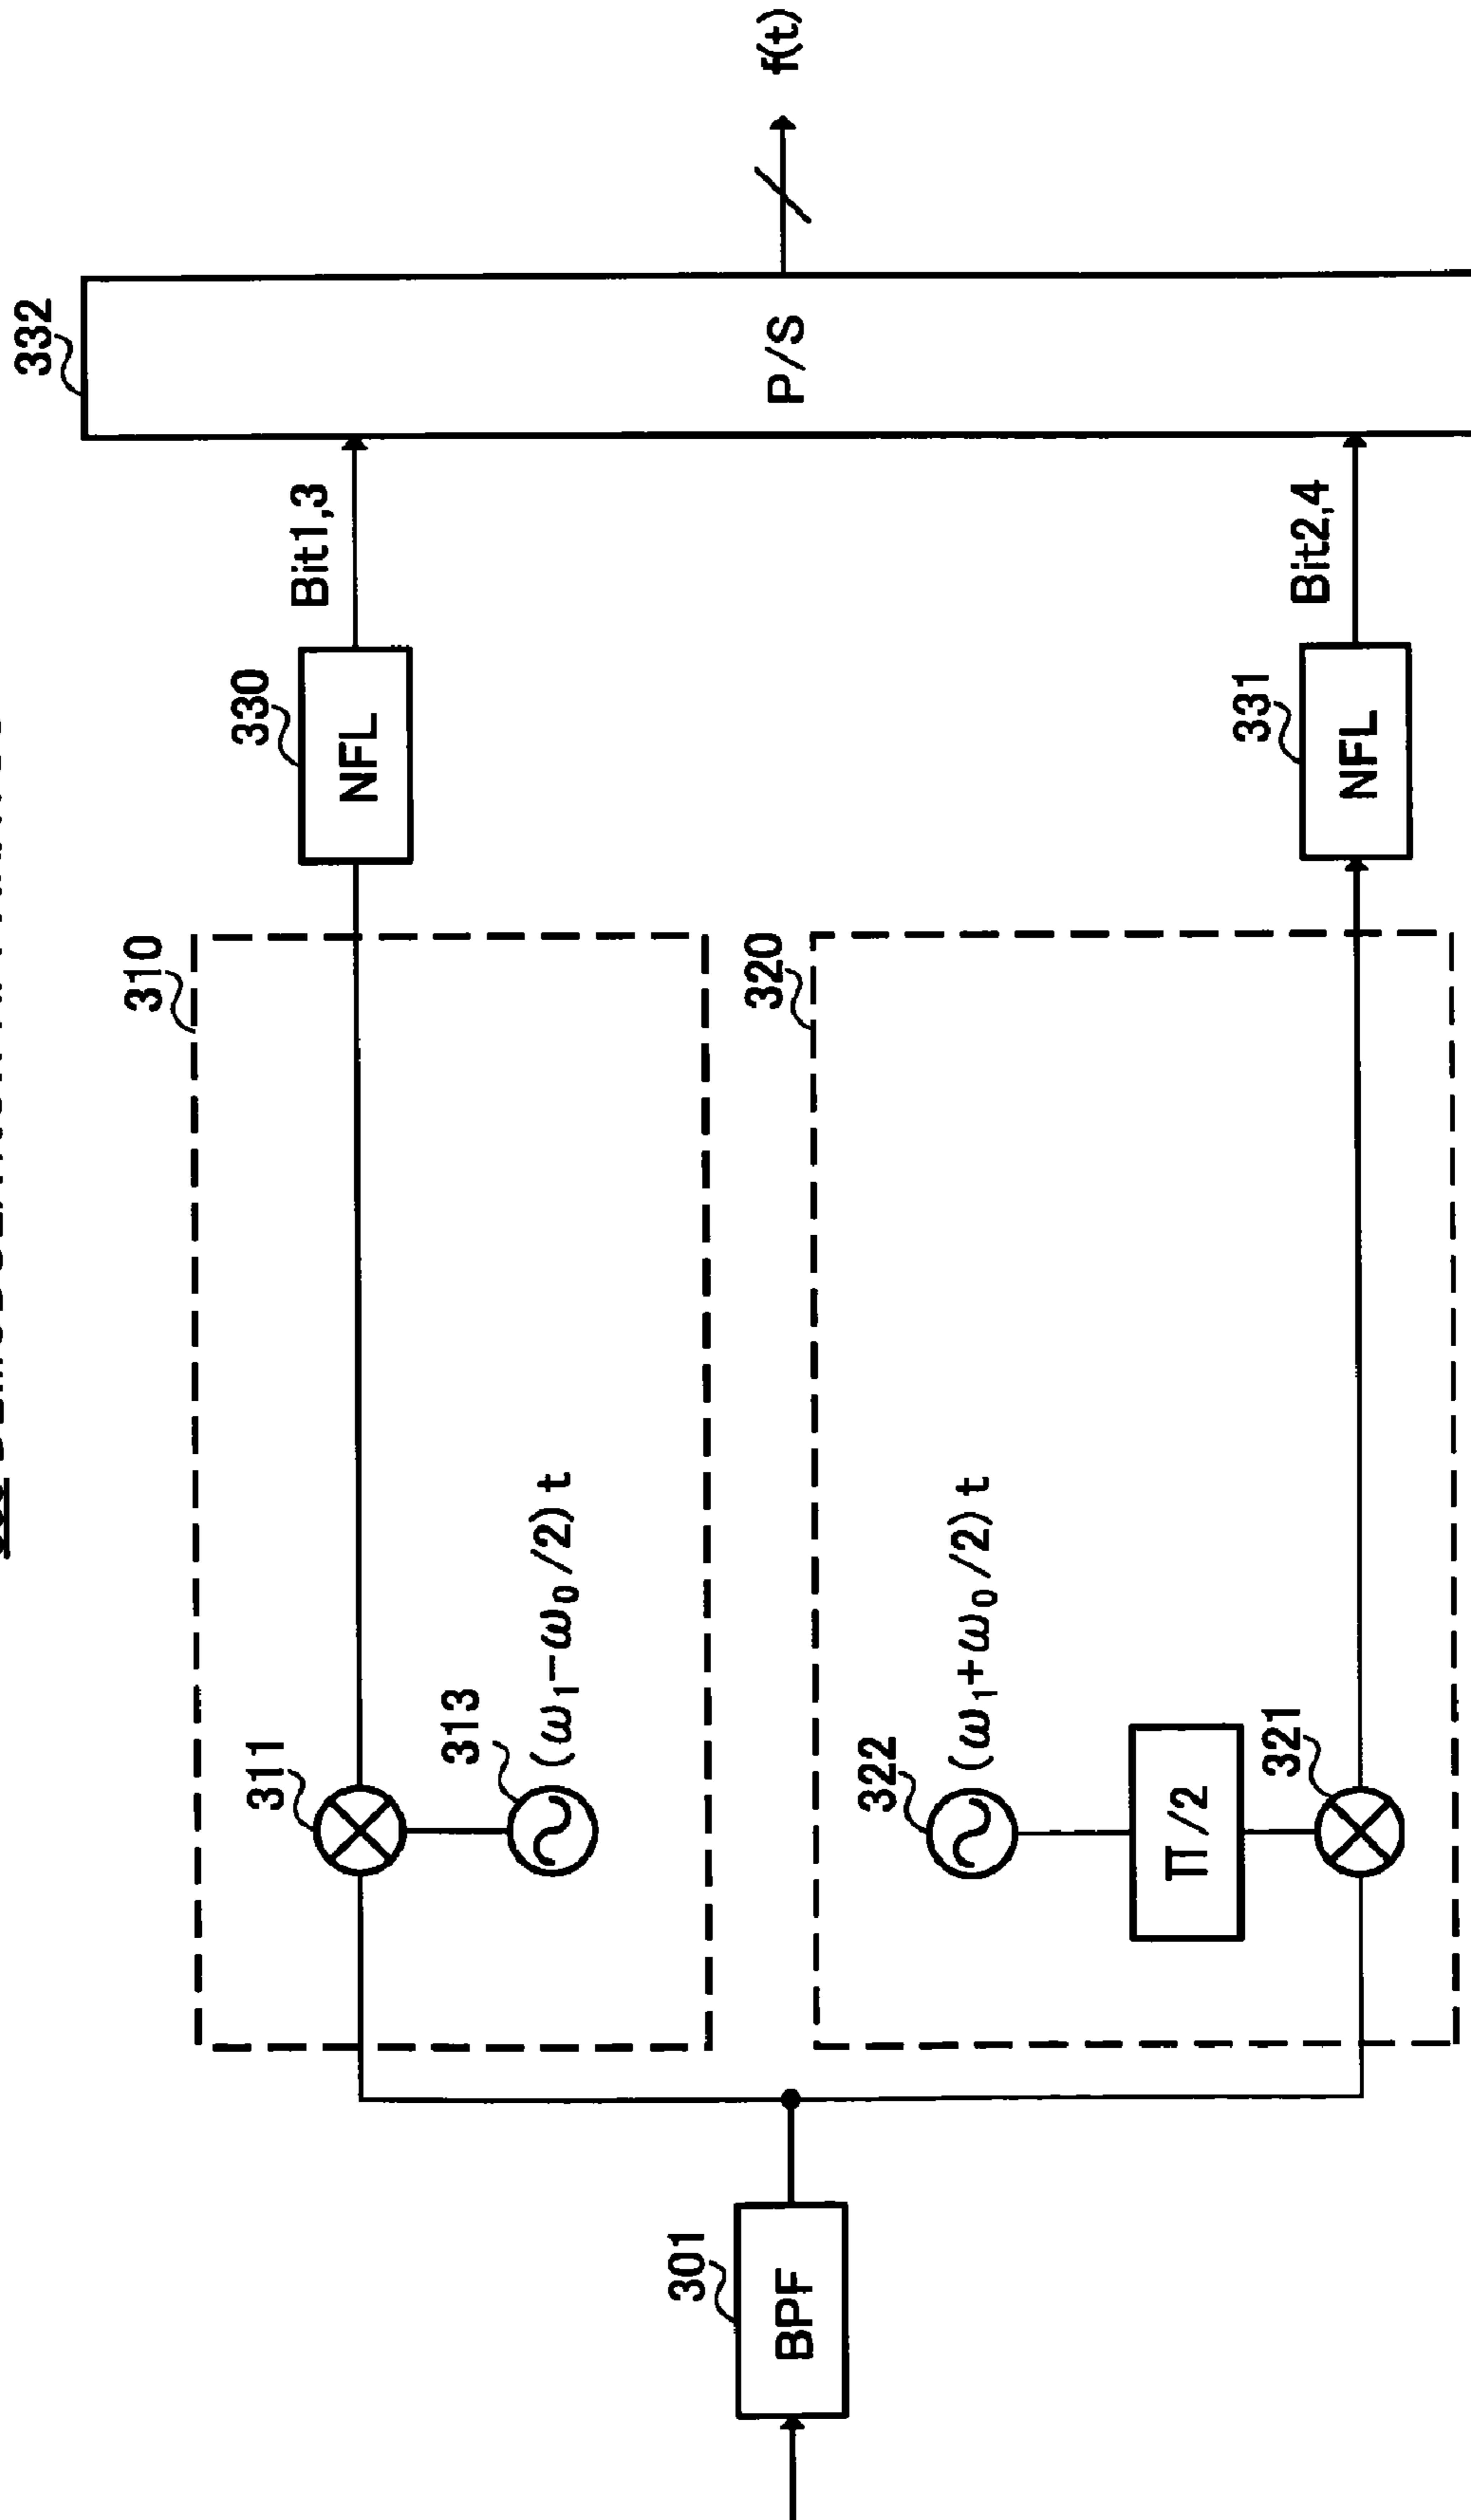 332
P/S
f(t)
Bit1,3
330
NFL
310
311
313
(ω1−ω0/2)t
301
BPF
320
322
(ω1+ω0/2)t
π/2
321
331
NFL
Bit2,4